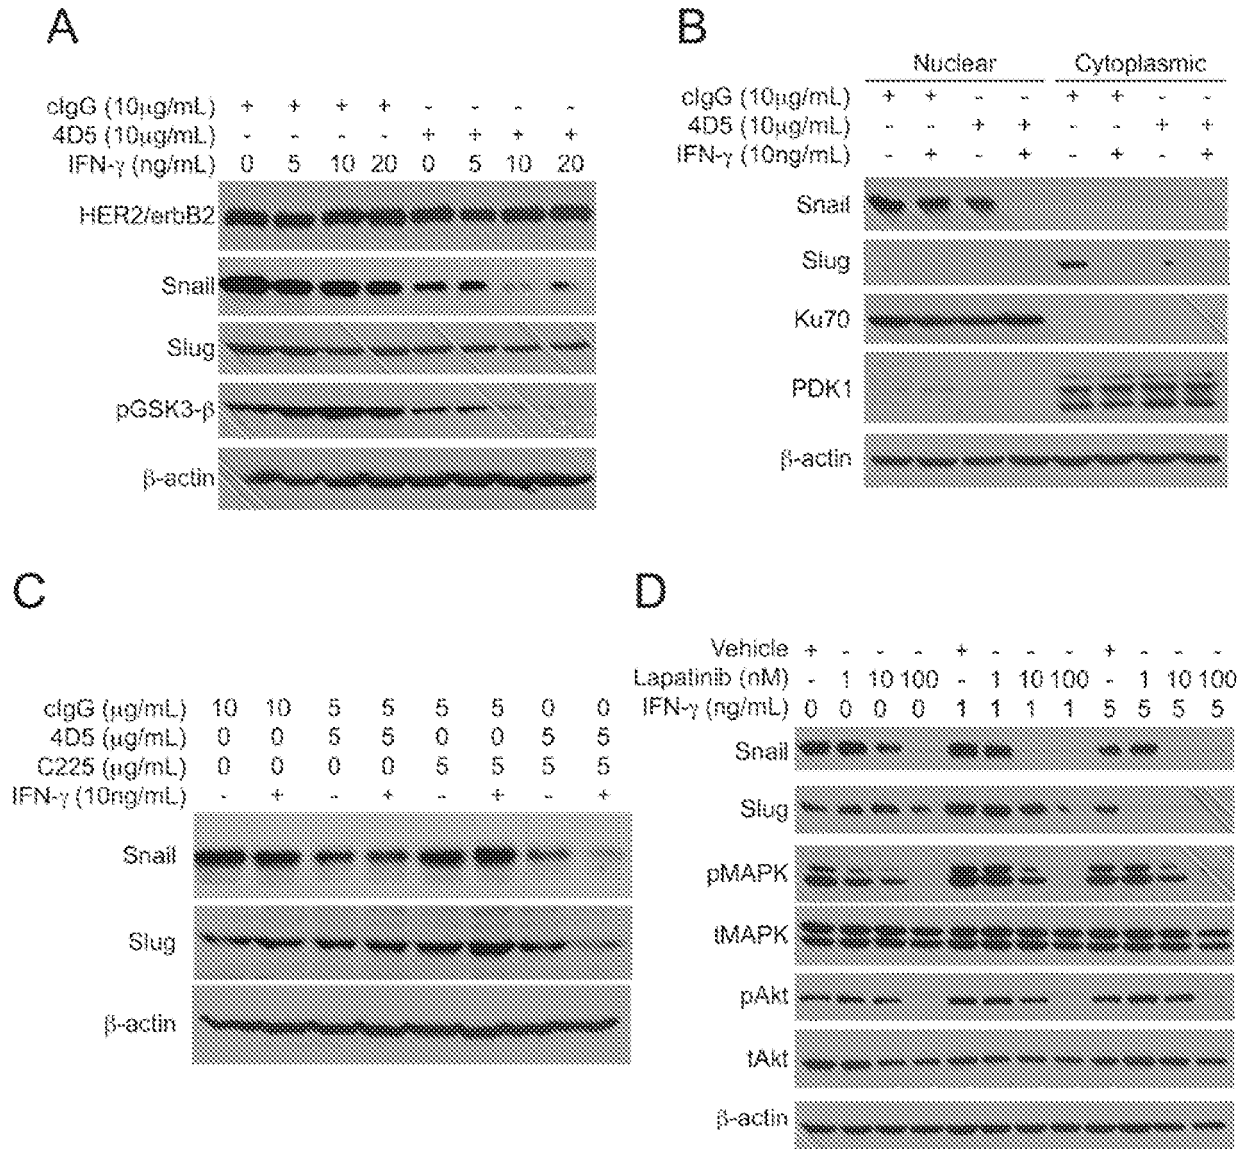 A
cIgG (10μg/mL) + + + + - - - -
4D5 (10μg/mL) - - - - + + + +
IFN-γ (ng/mL) 0 5 10 20 0 5 10 20
HER2/erbB2
Snail
Slug
pGSK3-β
β-actin
B
Nuclear Cytoplasmic
cIgG (10μg/mL) + + - - + + - -
4D5 (10μg/mL) - - + + - - + +
IFN-γ (10ng/mL) - + - + - + - +
Snail
Slug
Ku70
PDK1
β-actin
C
cIgG (μg/mL) 10 10 5 5 5 5 0 0
4D5 (μg/mL) 0 0 5 5 0 0 5 5
C225 (μg/mL) 0 0 0 0 5 5 5 5
IFN-γ (10ng/mL) - + - + - + - +
Snail
Slug
β-actin
D
Vehicle + - - - + - - - + - - -
Lapatinib (nM) - 1 10 100 - 1 10 100 - 1 10 100
IFN-γ (ng/mL) 0 0 0 0 1 1 1 1 5 5 5 5
Snail
Slug
pMAPK
tMAPK
pAkt
tAkt
β-actin